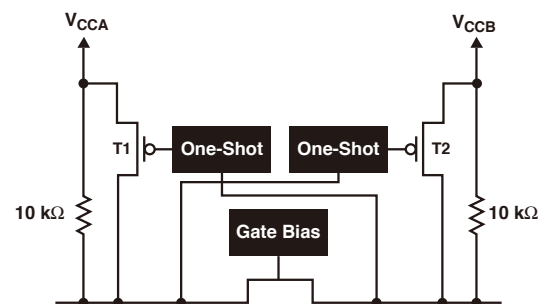 VCCA
VCCB
T1
One-Shot
One-Shot
T2
10 kΩ
Gate Bias
10 kΩ